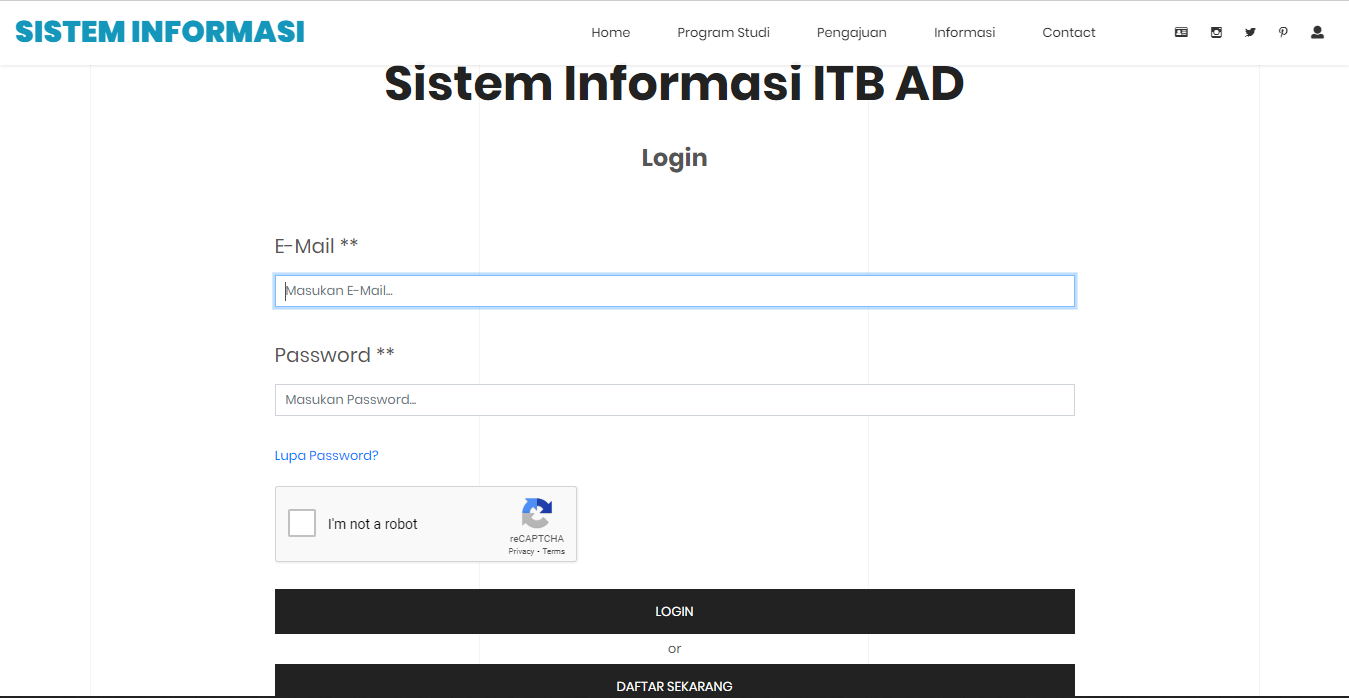 SISTEM INFORMASI
Home Program Studi Pengajuan Informasi Contact
Sistem Informasi ITB AD
Login
E-Mail **
Masukan E-Mail...
Password **
Masukan Password...
Lupa Password?
I'm not a robot
reCAPTCHA
Privacy - Terms
LOGIN
or
DAFTAR SEKARANG